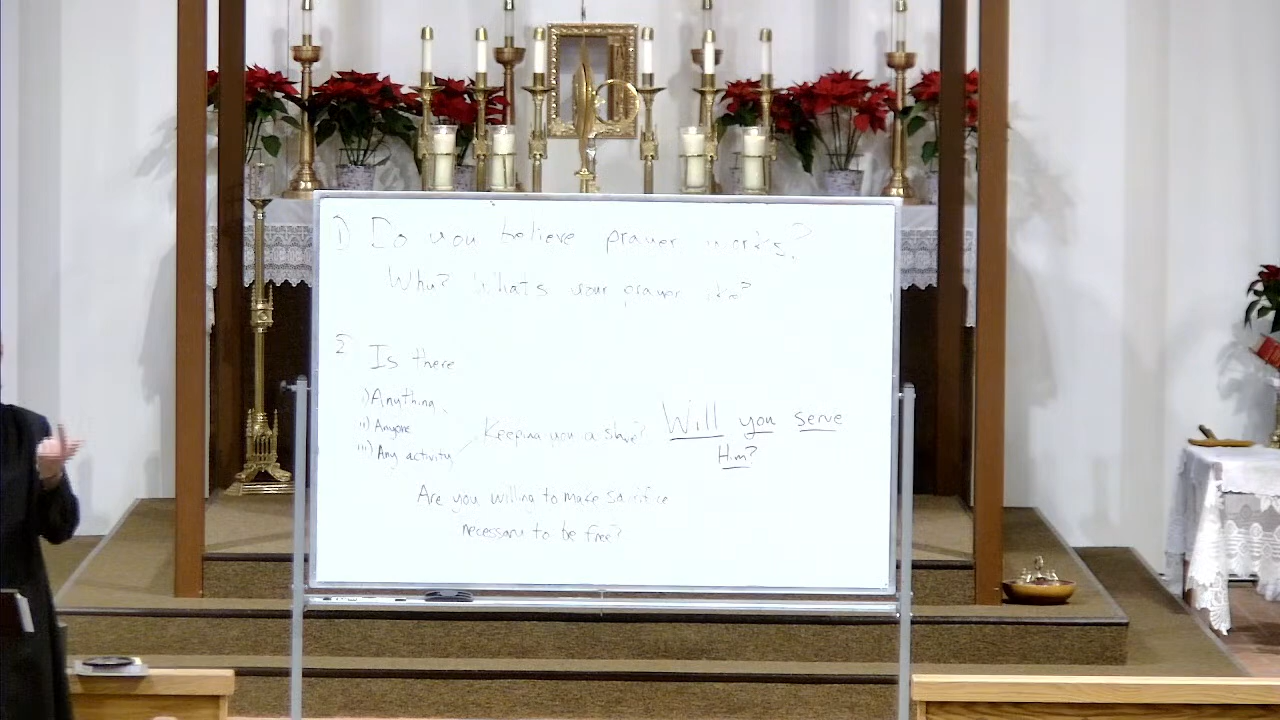 1) Do you believe prayer works?
Why? What's your prayer like?
2 Is there
i) Anything
ii) Anyone
iii) Any activity
Keeping you a slave?
Will you serve
Him?
Are you willing to make sacrifice
necessary to be free?